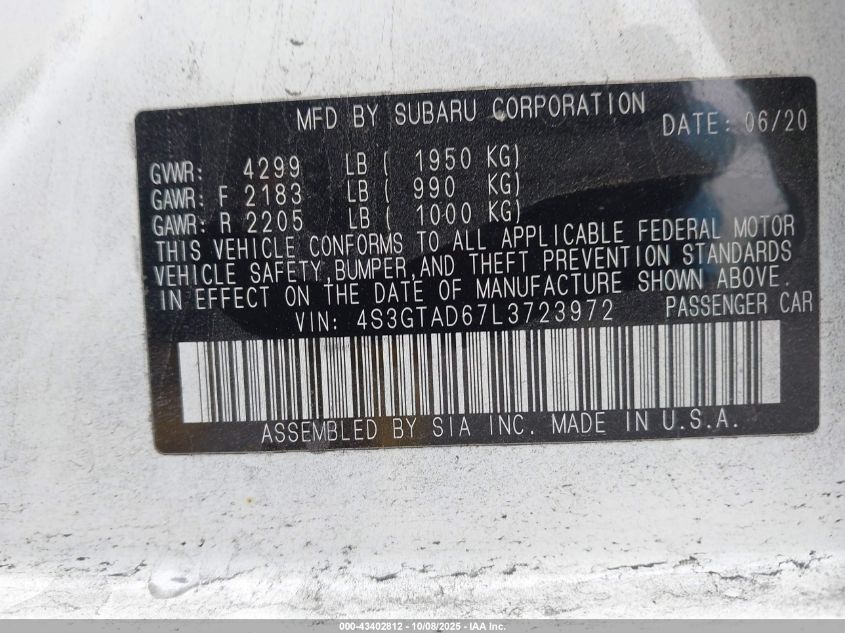 MFD BY SUBARU CORPORATION
DATE: 06/20
GVWR: 4299 LB ( 1950 KG)
GAWR: F 2183 LB ( 990 KG)
GAWR: R 2205 LB ( 1000 KG)
THIS VEHICLE CONFORMS TO ALL APPLICABLE FEDERAL MOTOR
VEHICLE SAFETY,BUMPER,AND THEFT PREVENTION STANDARDS
IN EFFECT ON THE DATE OF MANUFACTURE SHOWN ABOVE.
VIN: 4S3GTAD67L3723972 PASSENGER CAR
ASSEMBLED BY SIA INC. MADE IN U.S.A.
000-43402812 - 10/08/2025 - IAA Inc.